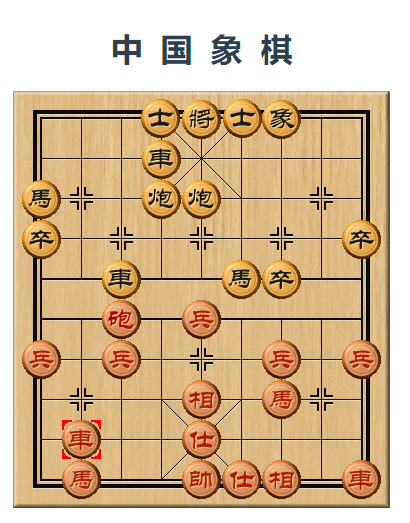 中国象棋
士 將 士 象
車
馬 炮 炮
卒 卒
車 馬 卒
砲 兵
兵 兵 兵 兵
相 馬
車 仕
馬 帥 仕 相 車